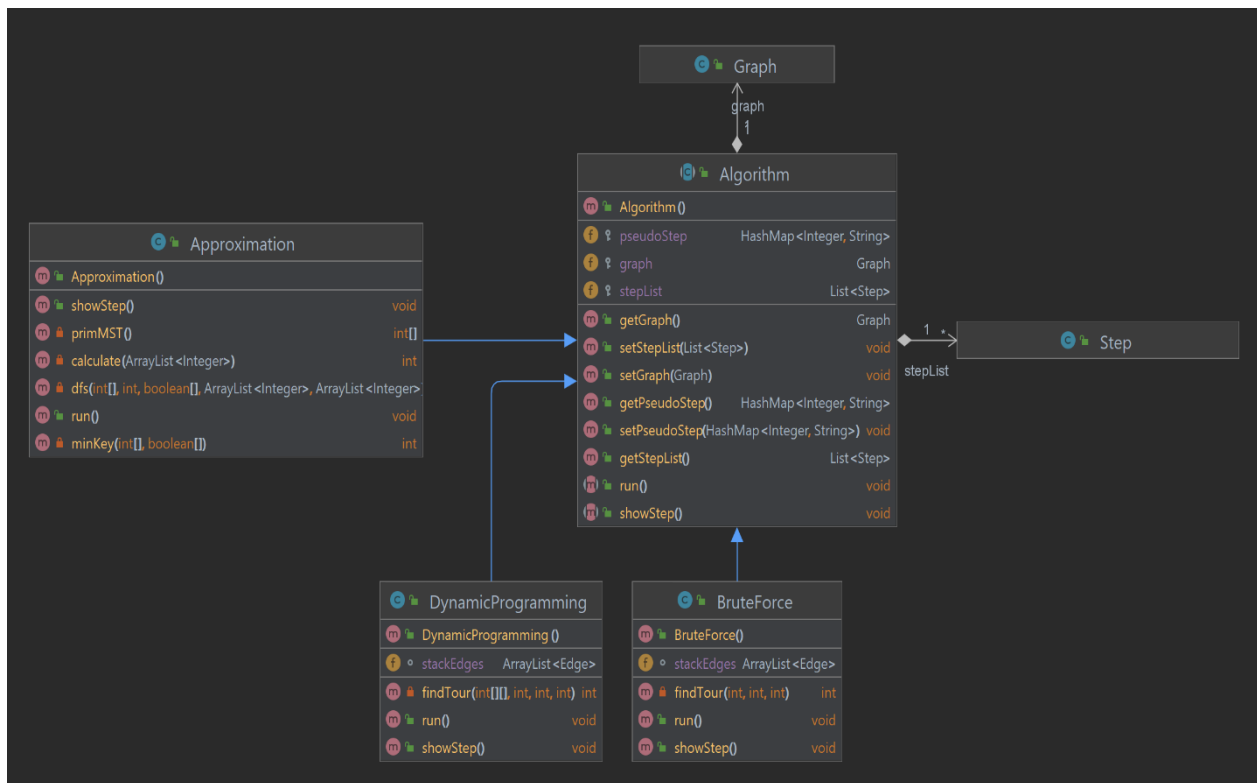 Graph
graph
1
Algorithm
Algorithm()
pseudoStep HashMap<Integer, String>
graph Graph
stepList List<Step>
getGraph() Graph
setStepList(List<Step>) void
setGraph(Graph) void
getPseudoStep() HashMap<Integer, String>
setPseudoStep(HashMap<Integer, String>) void
getStepList() List<Step>
run() void
showStep() void
Approximation
Approximation()
showStep() void
primMST() int[]
calculate(ArrayList<Integer>) int
dfs(int[], int, boolean[], ArrayList<Integer>, ArrayList<Integer>
run() void
minKey(int[], boolean[]) int
1 *
stepList
Step
DynamicProgramming
DynamicProgramming()
stackEdges ArrayList<Edge>
findTour(int[][], int, int, int) int
run() void
showStep() void
BruteForce
BruteForce()
stackEdges ArrayList<Edge>
findTour(int, int, int) int
run() void
showStep() void